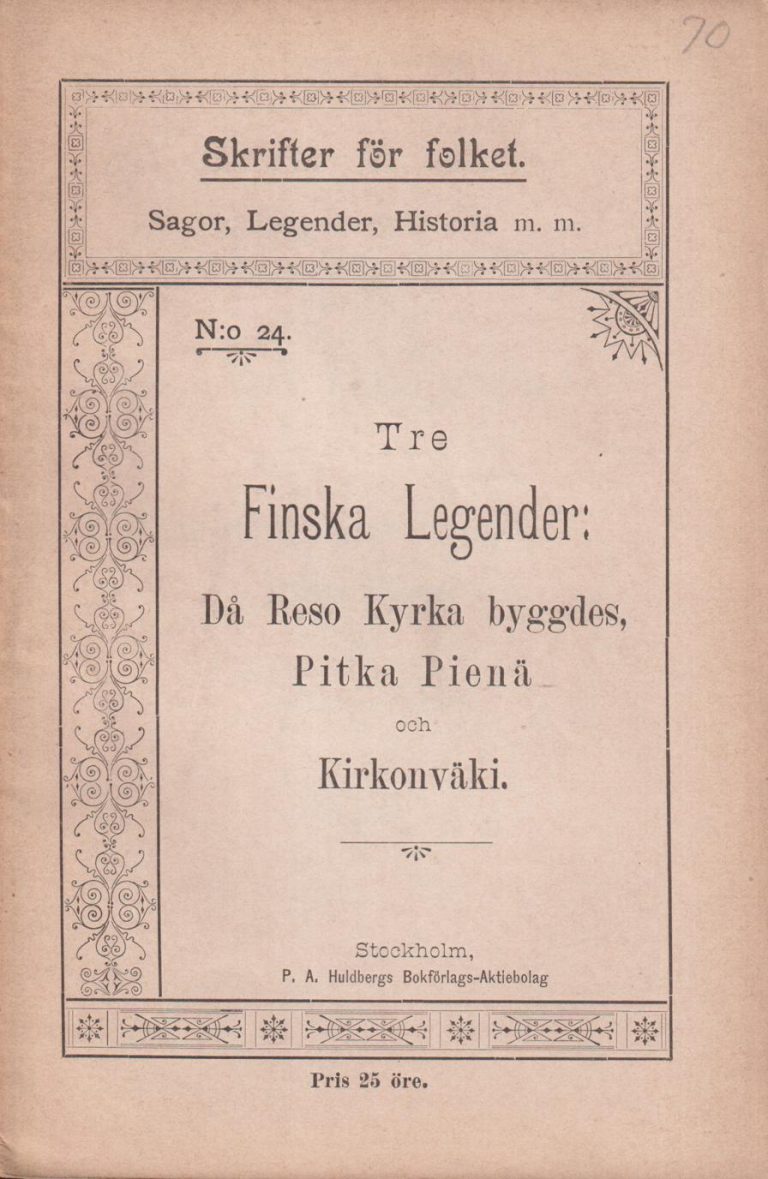 70
Skrifter för folket.
Sagor, Legender, Historia m. m.
N:o 24.
Tre
Finska Legender:
Då Reso Kyrka byggdes,
Pitka Pienä
och
Kirkonväki.
Stockholm,
P. A. Huldbergs Bokförlags-Aktiebolag
Pris 25 öre.